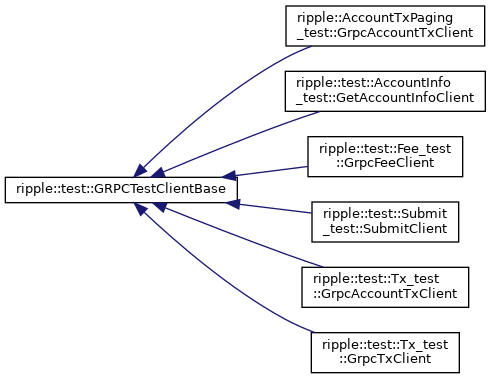 ripple::AccountTxPaging
_test::GrpcAccountTxClient
ripple::test::AccountInfo
_test::GetAccountInfoClient
ripple::test::Fee_test
::GrpcFeeClient
ripple::test::GRPCTestClientBase
ripple::test::Submit
_test::SubmitClient
ripple::test::Tx_test
::GrpcAccountTxClient
ripple::test::Tx_test
::GrpcTxClient